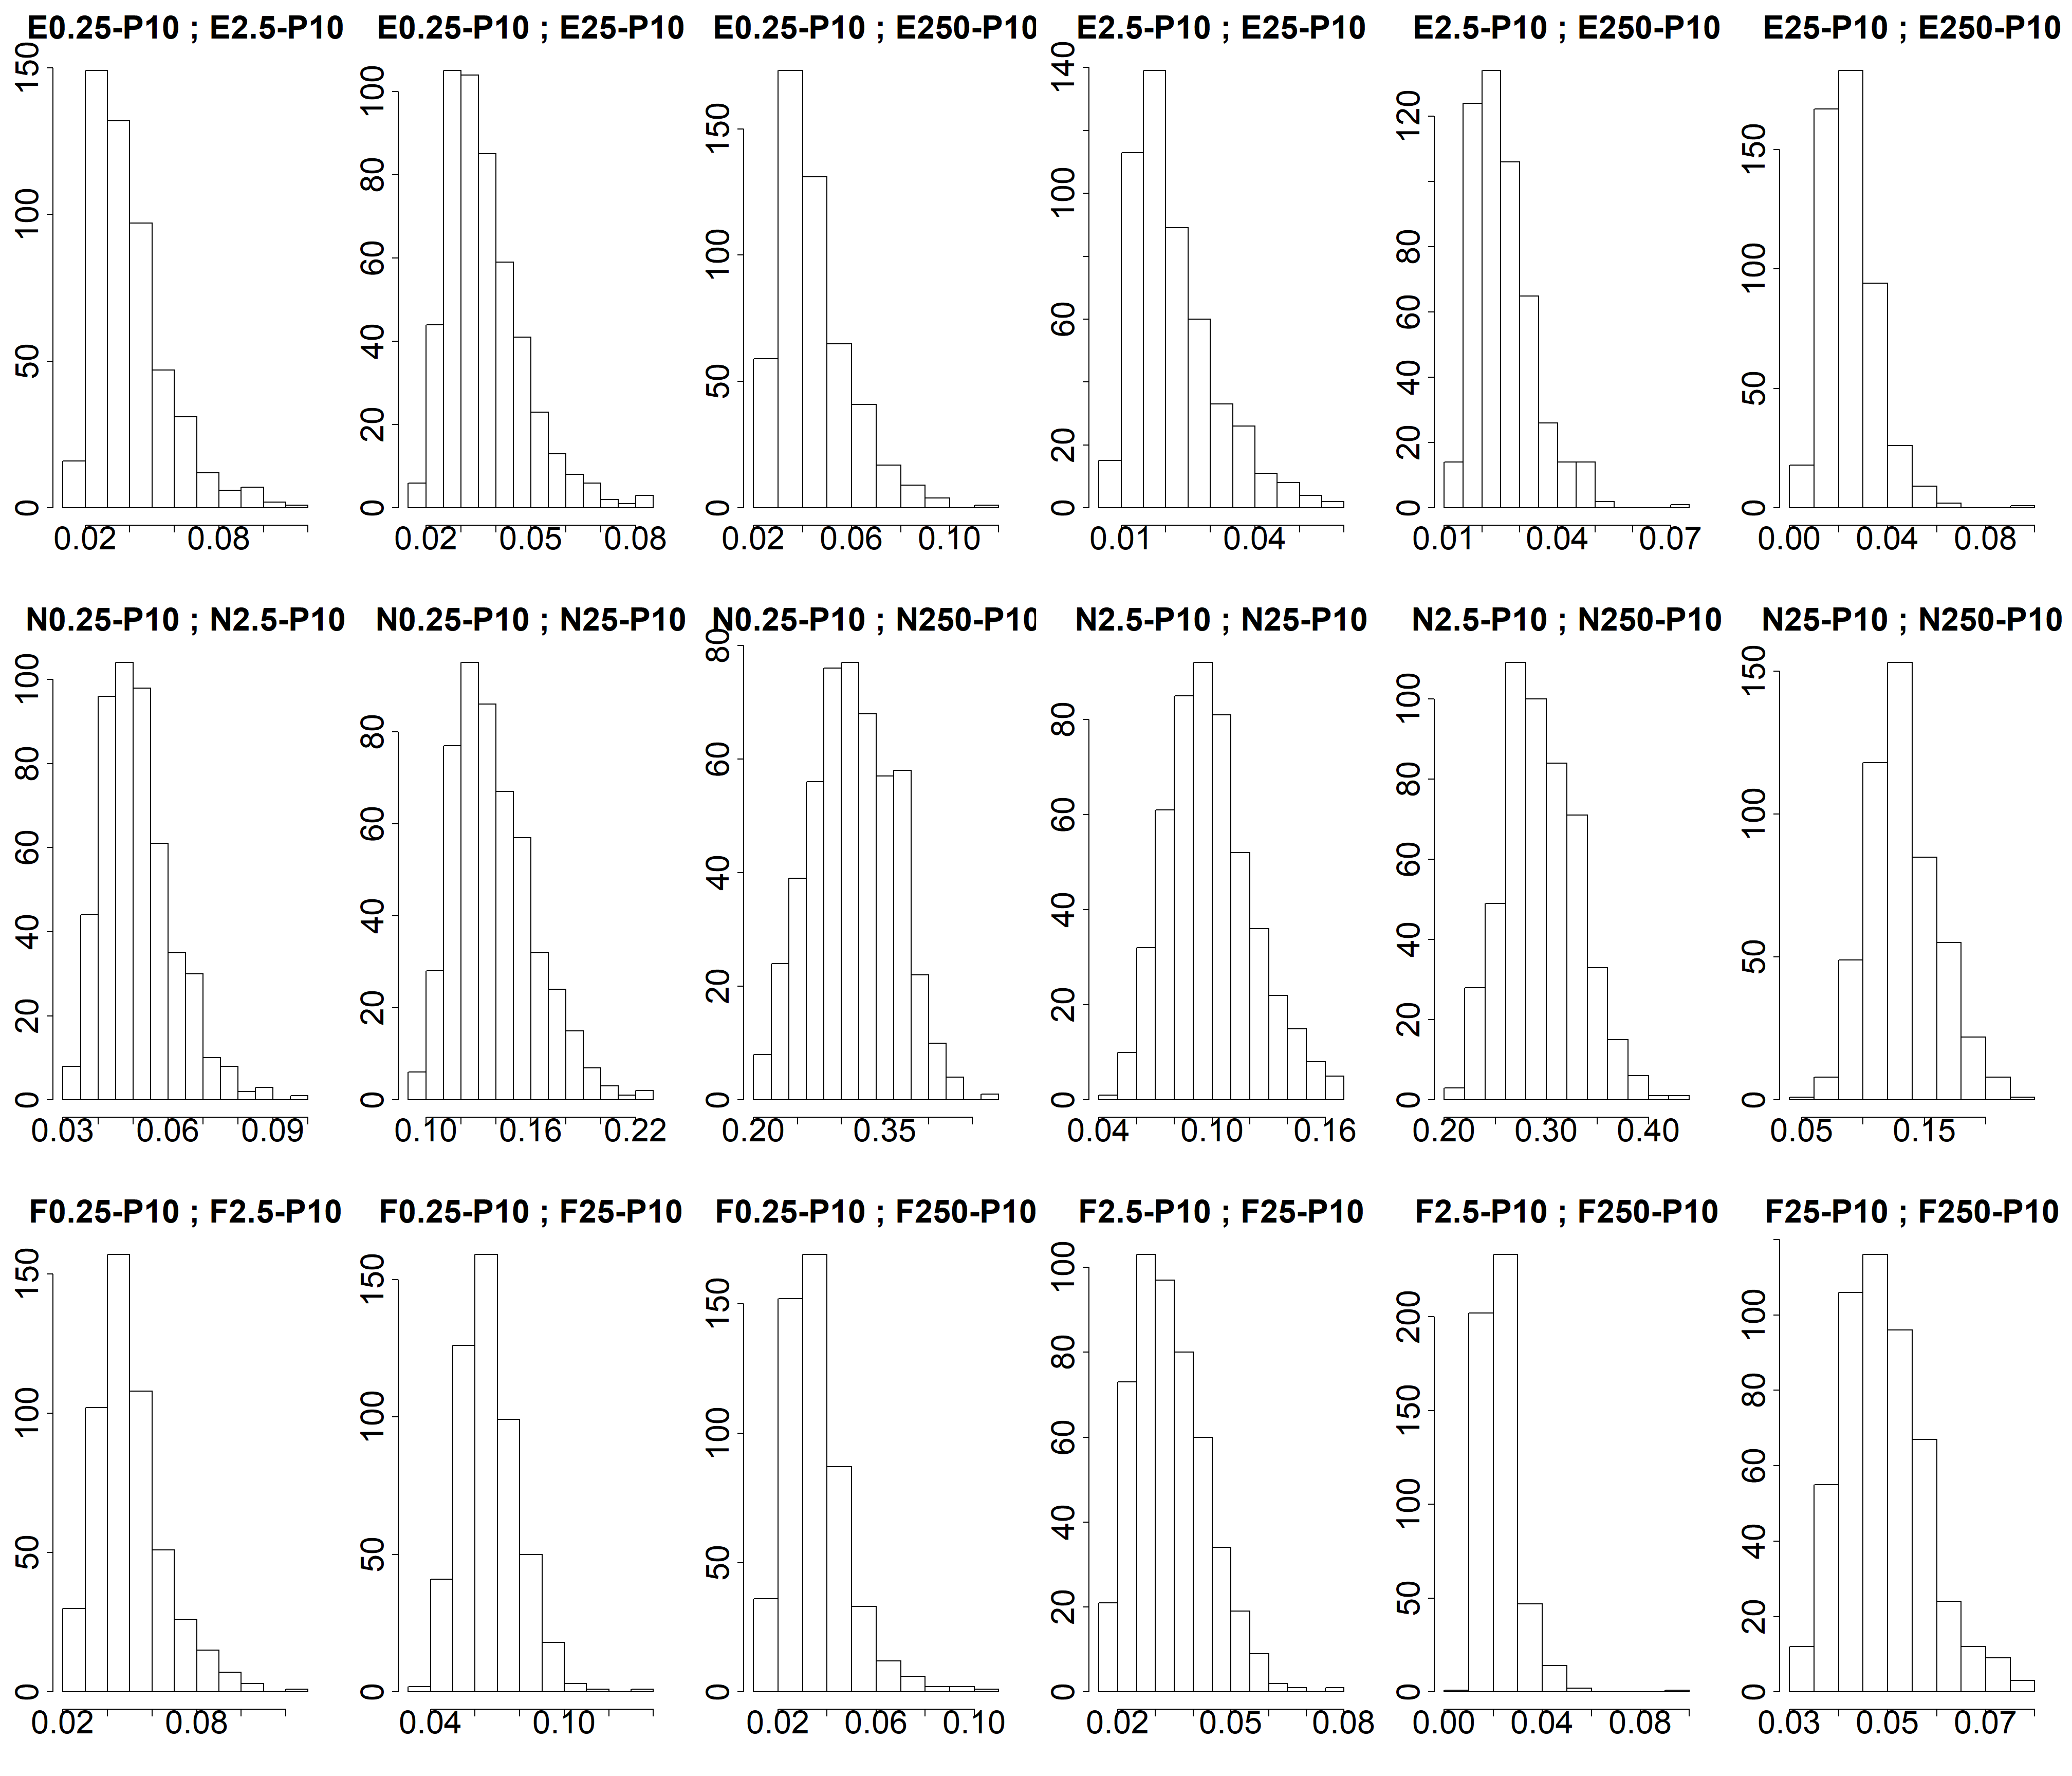 E0.25-P10 ; E2.5-P10
0 50 100 150
0.02 0.08
E0.25-P10 ; E25-P10
0 20 40 60 80 100
0.02 0.05 0.08
E0.25-P10 ; E250-P10
0 50 100 150
0.02 0.06 0.10
E2.5-P10 ; E25-P10
0 20 60 100 140
0.01 0.04
E2.5-P10 ; E250-P10
0 20 40 60 80 120
0.01 0.04 0.07
E25-P10 ; E250-P10
0 50 100 150
0.00 0.04 0.08
N0.25-P10 ; N2.5-P10
0 20 40 60 80 100
0.03 0.06 0.09
N0.25-P10 ; N25-P10
0 20 40 60 80
0.10 0.16 0.22
N0.25-P10 ; N250-P10
0 20 40 60 80
0.20 0.35
N2.5-P10 ; N25-P10
0 20 40 60 80
0.04 0.10 0.16
N2.5-P10 ; N250-P10
0 20 40 60 80 100
0.20 0.30 0.40
N25-P10 ; N250-P10
0 50 100 150
0.05 0.15
F0.25-P10 ; F2.5-P10
0 50 100 150
0.02 0.08
F0.25-P10 ; F25-P10
0 50 100 150
0.04 0.10
F0.25-P10 ; F250-P10
0 50 100 150
0.02 0.06 0.10
F2.5-P10 ; F25-P10
0 20 40 60 80 100
0.02 0.05 0.08
F2.5-P10 ; F250-P10
0 50 100 150 200
0.00 0.04 0.08
F25-P10 ; F250-P10
0 20 40 60 80 100
0.03 0.05 0.07